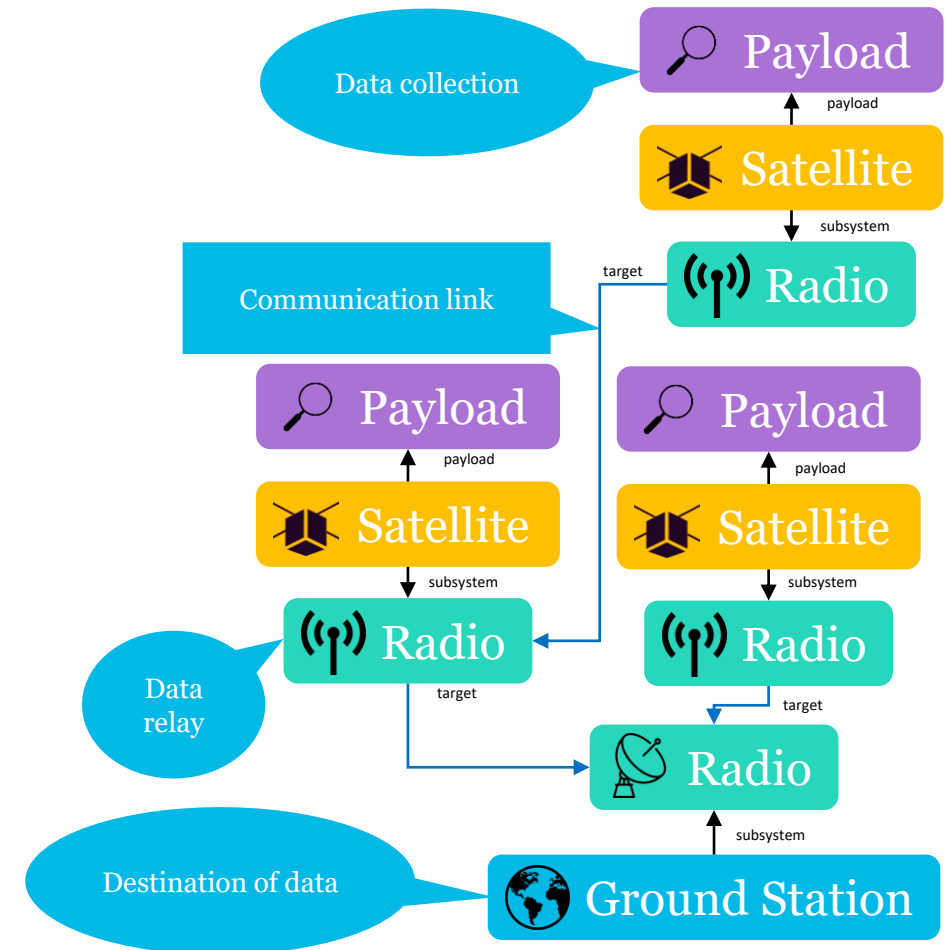 Payload
Data collection
payload
Satellite
subsystem
target
Radio
Communication link
Payload
Payload
payload
payload
Satellite
Satellite
subsystem
subsystem
Radio
Radio
Data
relay
target
target
Radio
subsystem
Destination of data
Ground Station